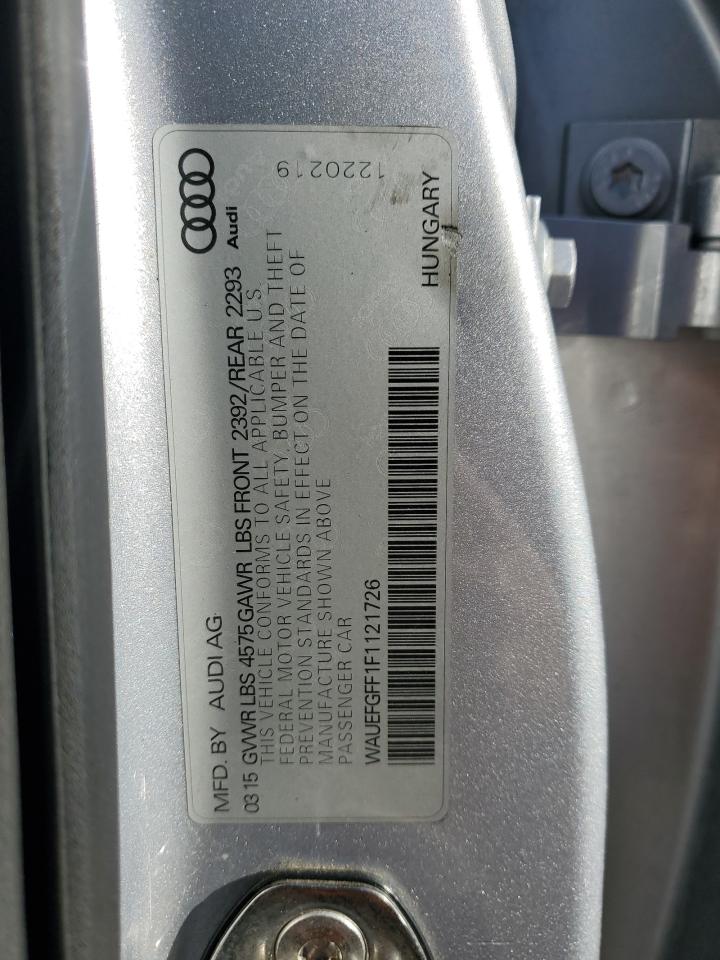 Audi
1220219
MFD. BY AUDI AG
03 15 GVWR LBS 4575 GAWR LBS FRONT 2392/REAR 2293
THIS VEHICLE CONFORMS TO ALL APPLICABLE U.S.
FEDERAL MOTOR VEHICLE SAFETY, BUMPER AND THEFT
PREVENTION STANDARDS IN EFFECT ON THE DATE OF
MANUFACTURE SHOWN ABOVE
PASSENGER CAR
WAUEFGFF1F1121726
HUNGARY